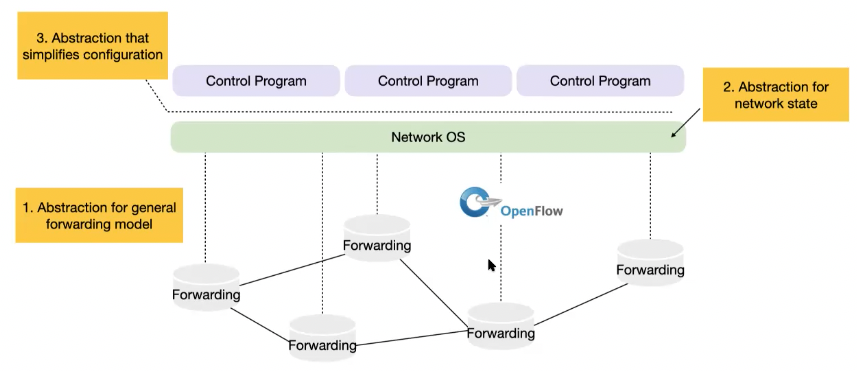 3. Abstraction that
simplifies configuration
Control Program
Control Program
Control Program
2. Abstraction for
network state
Network OS
1. Abstraction for general
forwarding model
OpenFlow
Forwarding
Forwarding
Forwarding
Forwarding
Forwarding